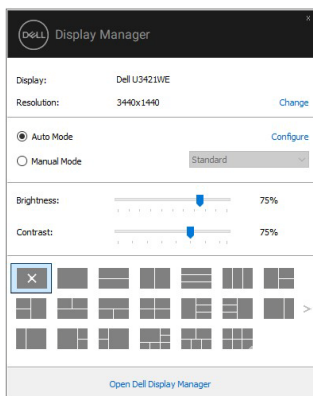 DELL Display Manager
x
Display: Dell U3421WE
Resolution: 3440x1440 Change
Auto Mode Configure
Manual Mode Standard
Brightness: 75%
Contrast: 75%
Open Dell Display Manager